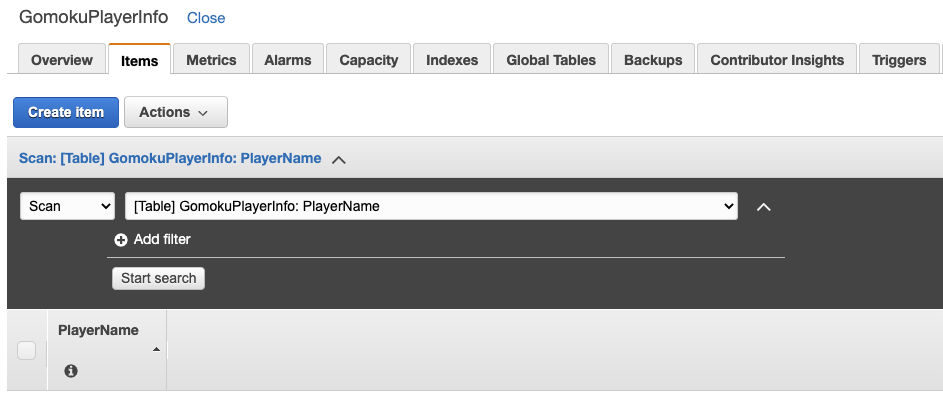 GomokuPlayerInfo Close
Overview Items Metrics Alarms Capacity Indexes Global Tables Backups Contributor Insights Triggers
Create item Actions
Scan: [Table] GomokuPlayerInfo: PlayerName
Scan [Table] GomokuPlayerInfo: PlayerName
Add filter
Start search
PlayerName